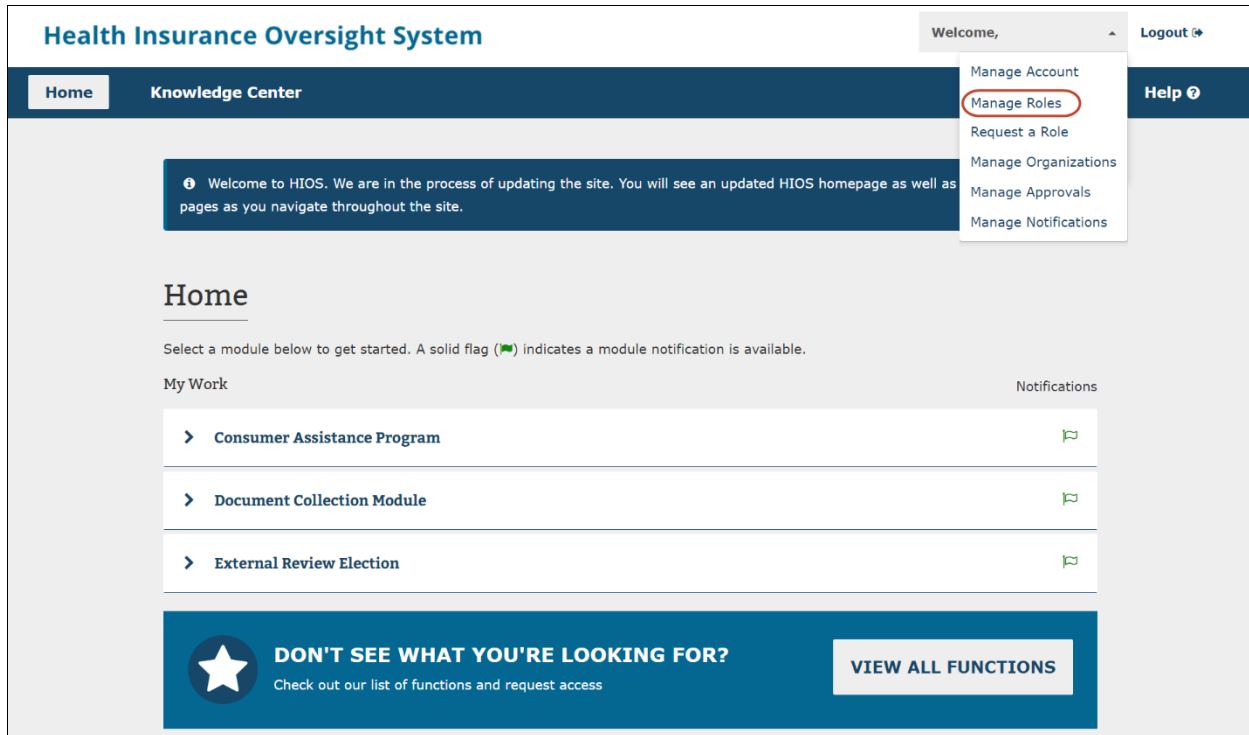 Health Insurance Oversight System
Welcome,
Logout
Manage Account
Manage Roles
Request a Role
Manage Organizations
Manage Approvals
Manage Notifications
Home
Knowledge Center
Help
Welcome to HIOS. We are in the process of updating the site. You will see an updated HIOS homepage as well as
pages as you navigate throughout the site.
Home
Select a module below to get started. A solid flag () indicates a module notification is available.
My Work
Notifications
Consumer Assistance Program
Document Collection Module
External Review Election
DON'T SEE WHAT YOU'RE LOOKING FOR?
Check out our list of functions and request access
VIEW ALL FUNCTIONS